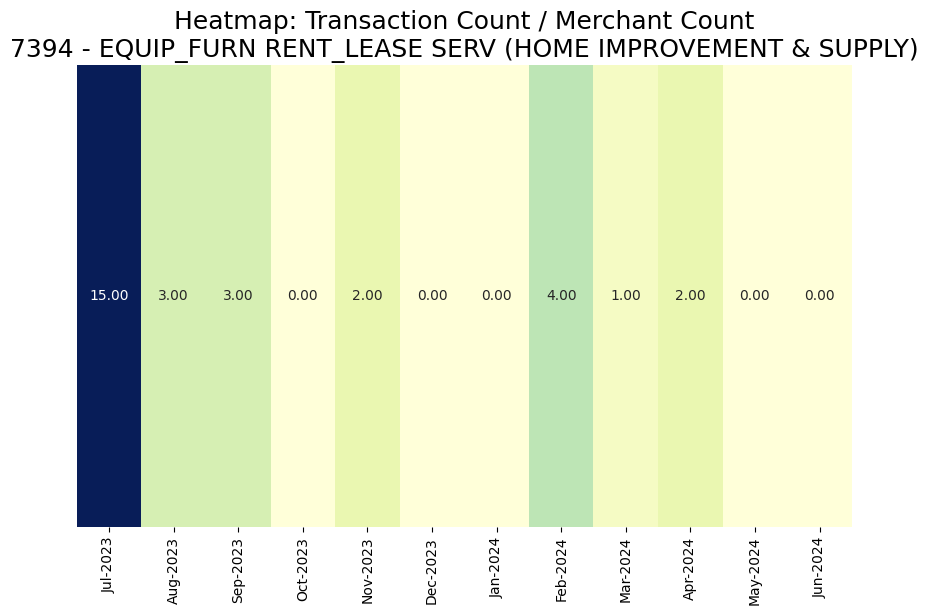 Heatmap: Transaction Count / Merchant Count
7394 - EQUIP_FURN RENT_LEASE SERV (HOME IMPROVEMENT & SUPPLY)
15.00 3.00 3.00 0.00 2.00 0.00 0.00 4.00 1.00 2.00 0.00 0.00
Jul-2023 Aug-2023 Sep-2023 Oct-2023 Nov-2023 Dec-2023 Jan-2024 Feb-2024 Mar-2024 Apr-2024 May-2024 Jun-2024